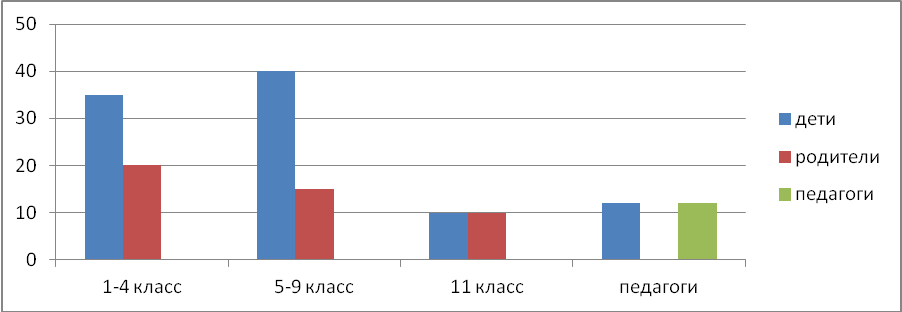 50
40
30
20
10
0
1-4 класс
5-9 класс
11 класс
педагоги
дети
родители
педагоги